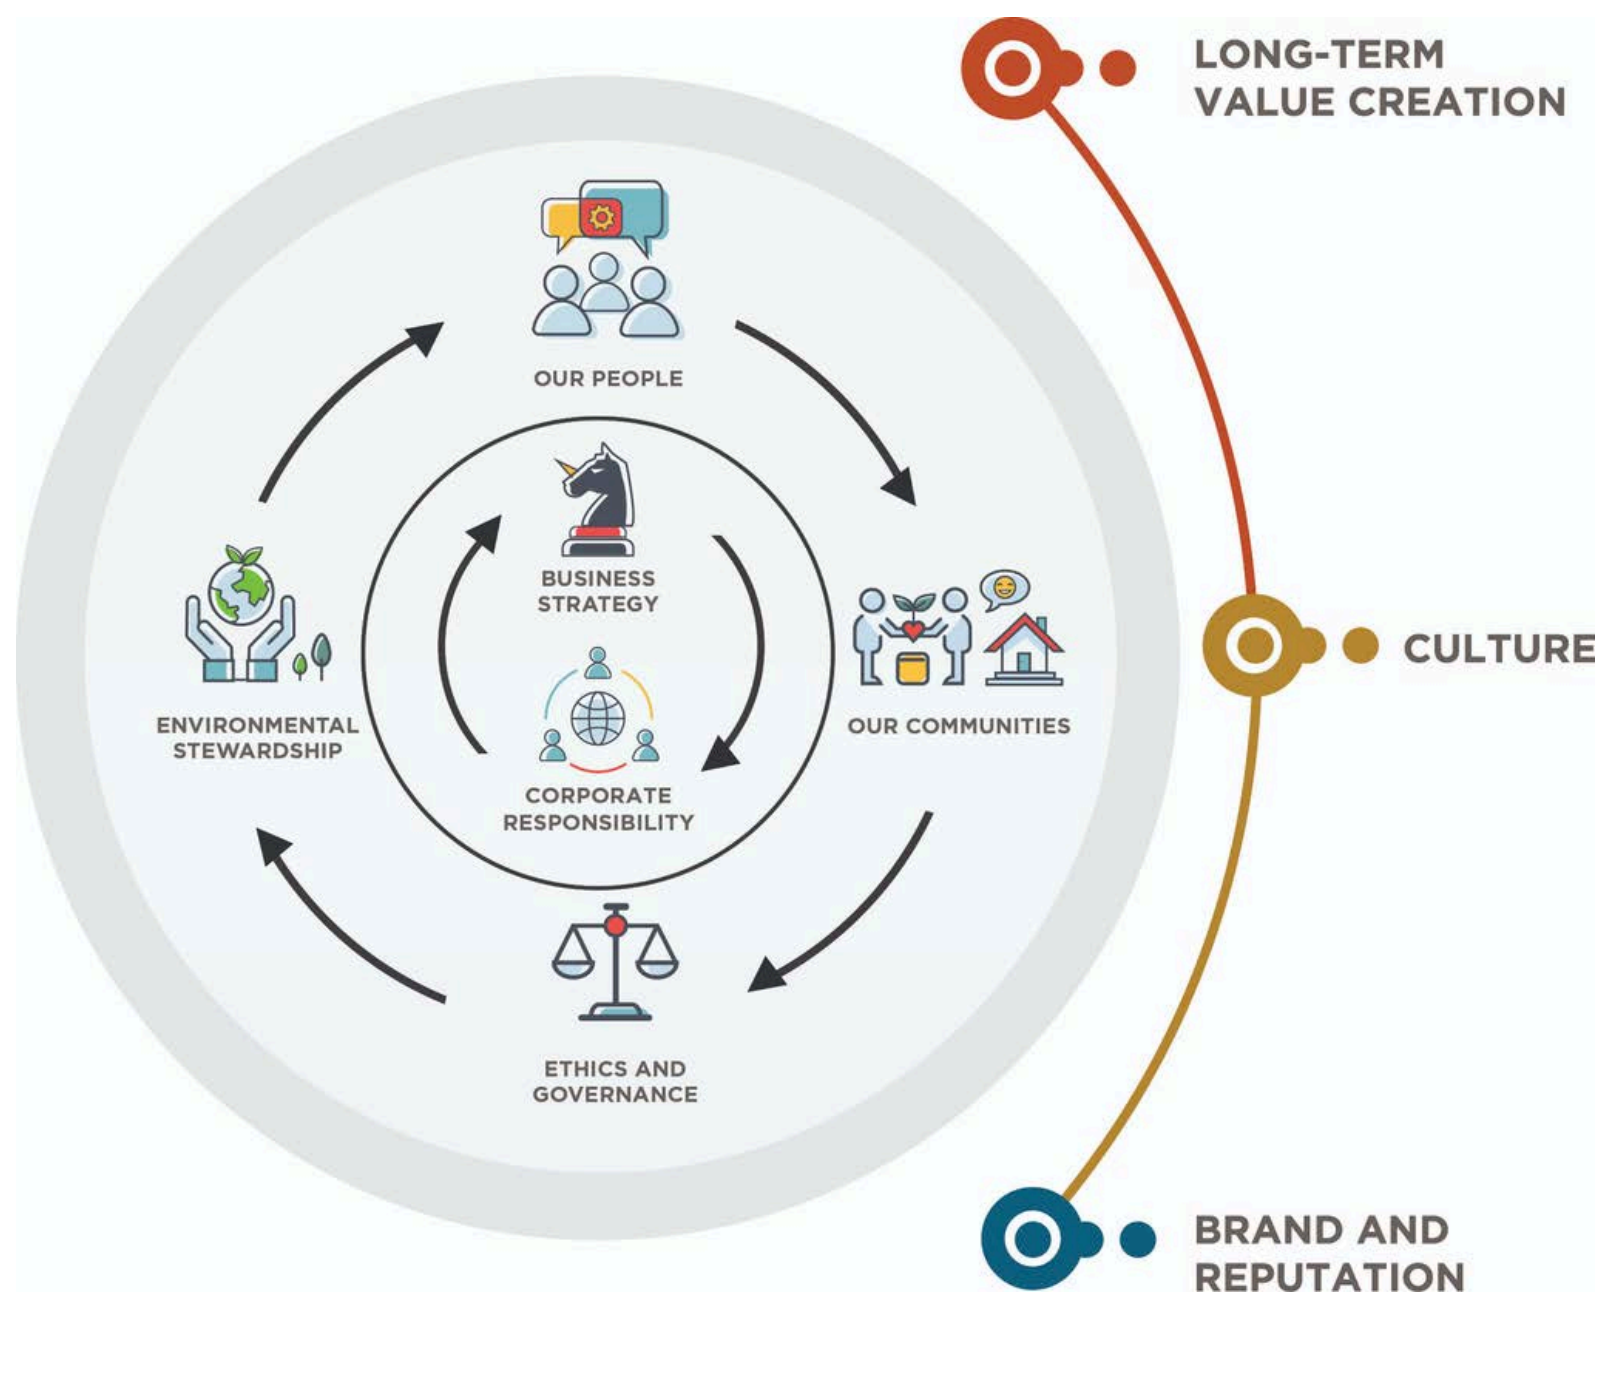 LONG-TERM
VALUE CREATION
OUR PEOPLE
BUSINESS
STRATEGY
CULTURE
ENVIRONMENTAL
STEWARDSHIP
OUR COMMUNITIES
CORPORATE
RESPONSIBILITY
ETHICS AND
GOVERNANCE
BRAND AND
REPUTATION